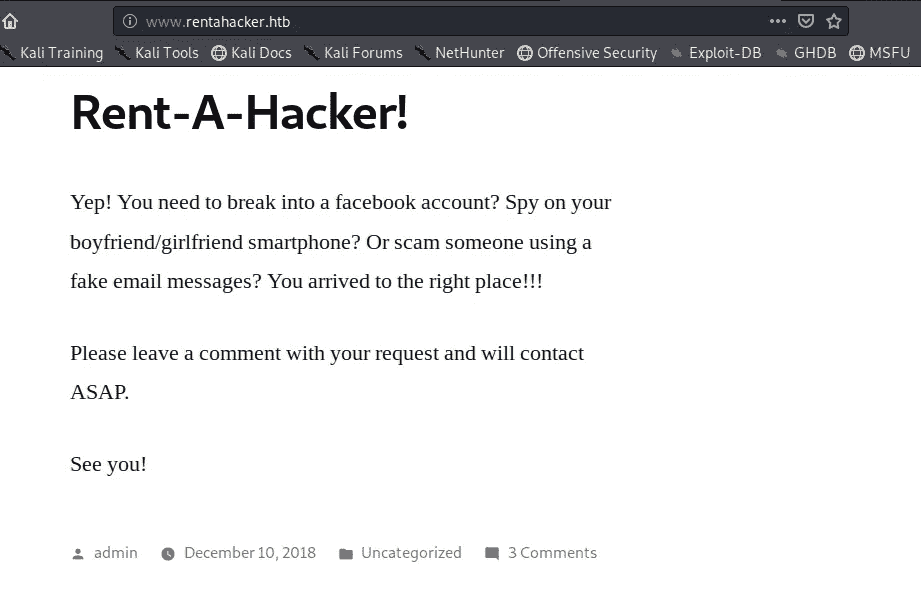 www.rentahacker.htb
Kali Training Kali Tools Kali Docs Kali Forums NetHunter Offensive Security Exploit-DB GHDB MSFU
Rent-A-Hacker!
Yep! You need to break into a facebook account? Spy on your
boyfriend/girlfriend smartphone? Or scam someone using a
fake email messages? You arrived to the right place!!!
Please leave a comment with your request and will contact
ASAP.
See you!
admin December 10, 2018 Uncategorized 3 Comments